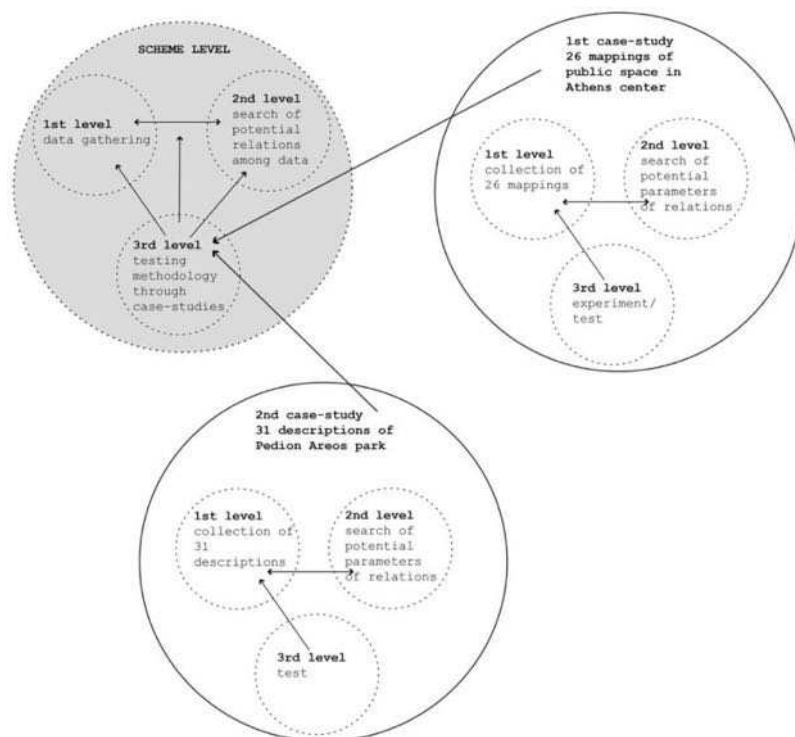 SCHEME LEVEL
1st level
data gathering
2nd level
search of
potential
relations
among data
3rd level
testing
methodology
through
case-studies
1st case-study
26 mappings of
public space in
Athens center
1st level
collection of
26 mappings
2nd level
search of
potential
parameters
of relations
3rd level
experiment/
test
2nd case-study
31 descriptions of
Pedion Areos park
1st level
collection of
31
descriptions
2nd level
search of
potential
parameters
of relations
3rd level
test